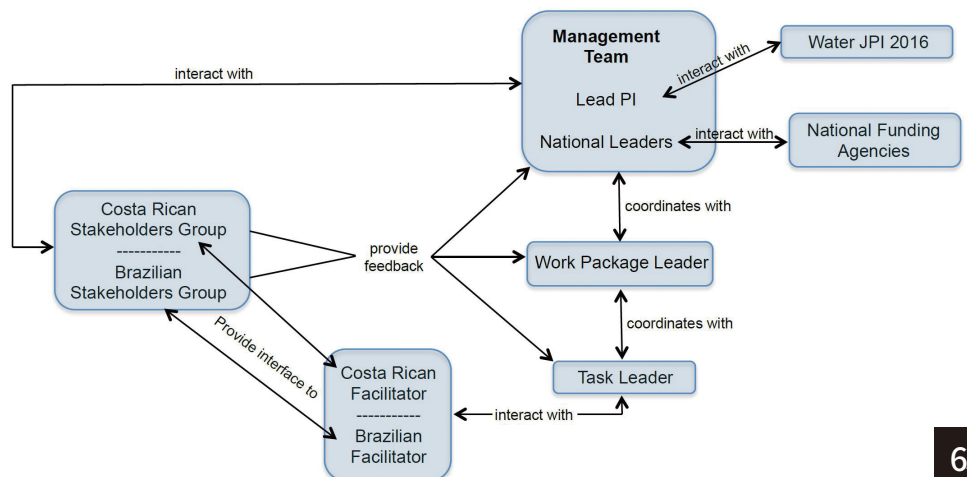 Management
Team
Lead PI
National Leaders
Water JPI 2016
interact with
National Funding
Agencies
interact with
interact with
Costa Rican
Stakeholders Group
-----------
Brazilian
Stakeholders Group
provide
feedback
coordinates with
Work Package Leader
coordinates with
Task Leader
Provide interface to
Costa Rican
Facilitator
-----------
Brazilian
Facilitator
interact with
6